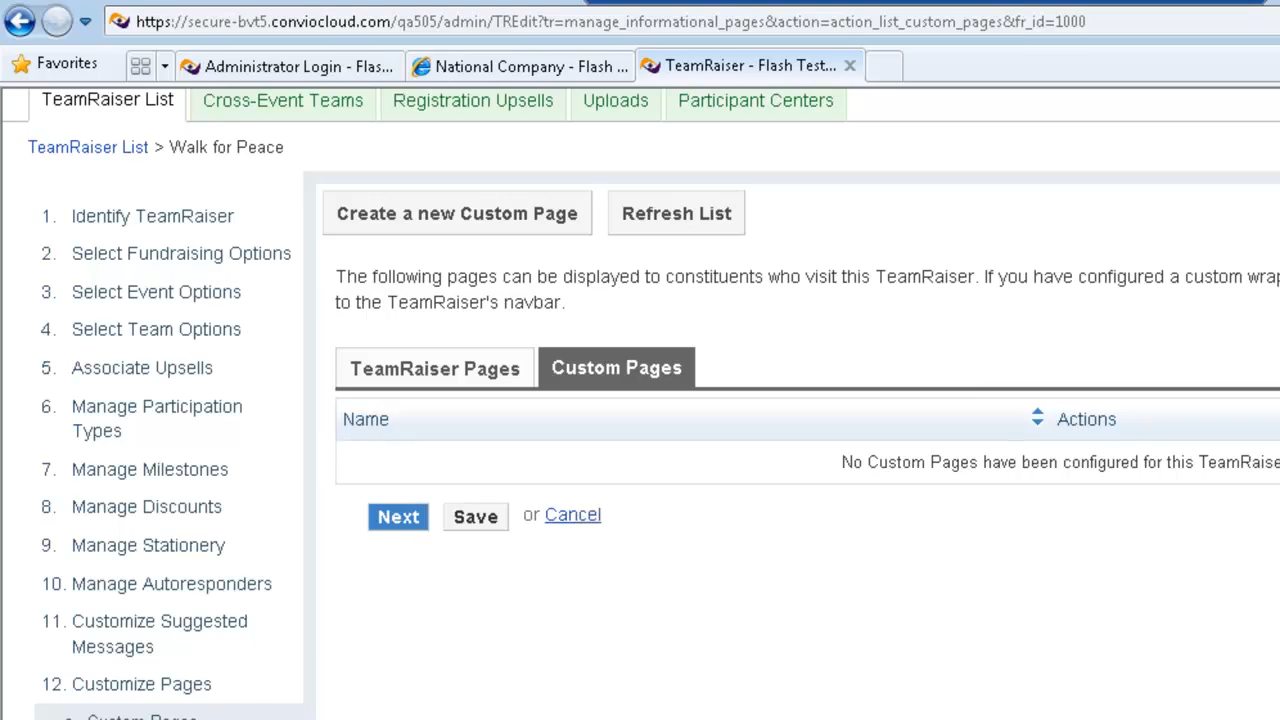 https://secure-bvt5.conviocloud.com/qa505/admin/TREdit?tr=manage_informational_pages&action=action_list_custom_pages&fr_id=1000
Favorites
Administrator Login - Flas...
National Company - Flash ...
TeamRaiser - Flash Test...
TeamRaiser List
Cross-Event Teams
Registration Upsells
Uploads
Participant Centers
TeamRaiser List > Walk for Peace
1. Identify TeamRaiser
2. Select Fundraising Options
3. Select Event Options
4. Select Team Options
5. Associate Upsells
6. Manage Participation
Types
7. Manage Milestones
8. Manage Discounts
9. Manage Stationery
10. Manage Autoresponders
11. Customize Suggested
Messages
12. Customize Pages
a. Custom Pages
Create a new Custom Page
Refresh List
The following pages can be displayed to constituents who visit this TeamRaiser. If you have configured a custom wrap
to the TeamRaiser's navbar.
TeamRaiser Pages
Custom Pages
Name
Actions
No Custom Pages have been configured for this TeamRaise
Next
Save
or Cancel